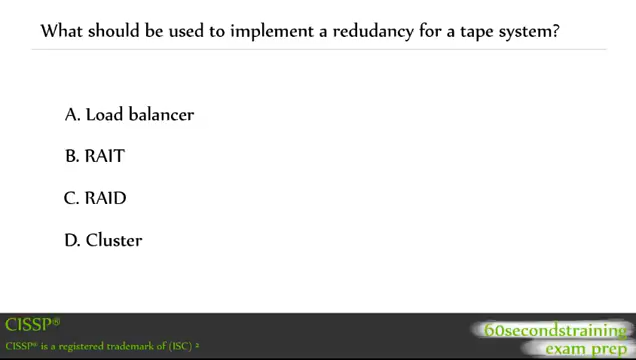 What should be used to implement a redudancy for a tape system?
A. Load balancer
B. RAIT
C. RAID
D. Cluster
CISSP®
CISSP® is a registered trademark of (ISC) ²
60secondstraining
exam prep